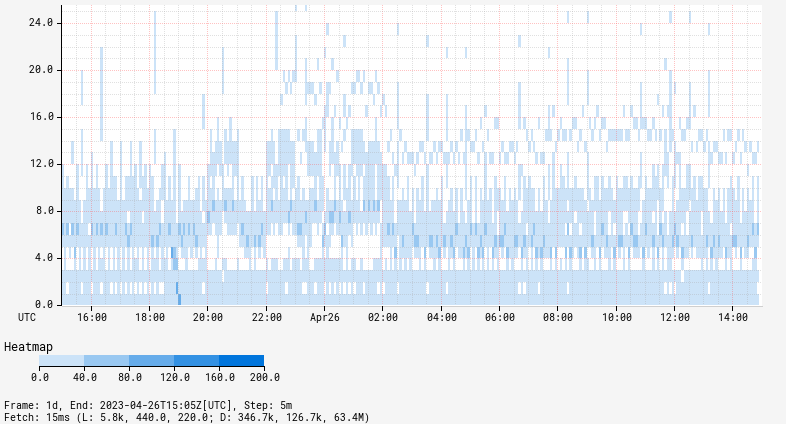 24.0
20.0
16.0
12.0
8.0
4.0
0.0
UTC 16:00 18:00 20:00 22:00 Apr26 02:00 04:00 06:00 08:00 10:00 12:00 14:00
Heatmap
0.0 40.0 80.0 120.0 160.0 200.0
Frame: 1d, End: 2023-04-26T15:05Z[UTC], Step: 5m
Fetch: 15ms (L: 5.8k, 440.0, 220.0; D: 346.7k, 126.7k, 63.4M)